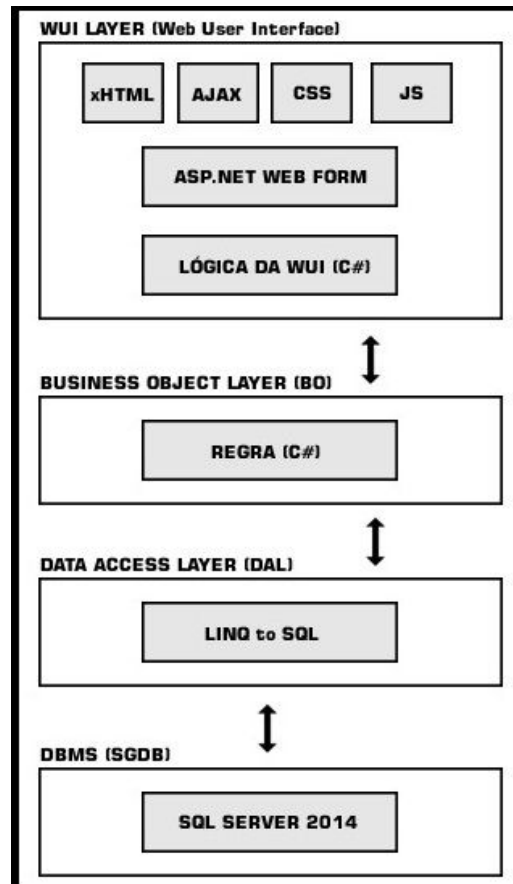 WUI LAYER (Web User Interface)
xHTML AJAX CSS JS
ASP.NET WEB FORM
LÓGICA DA WUI (C#)
BUSINESS OBJECT LAYER (BO)
REGRA (C#)
DATA ACCESS LAYER (DAL)
LINQ to SQL
DBMS (SGDB)
SQL SERVER 2014